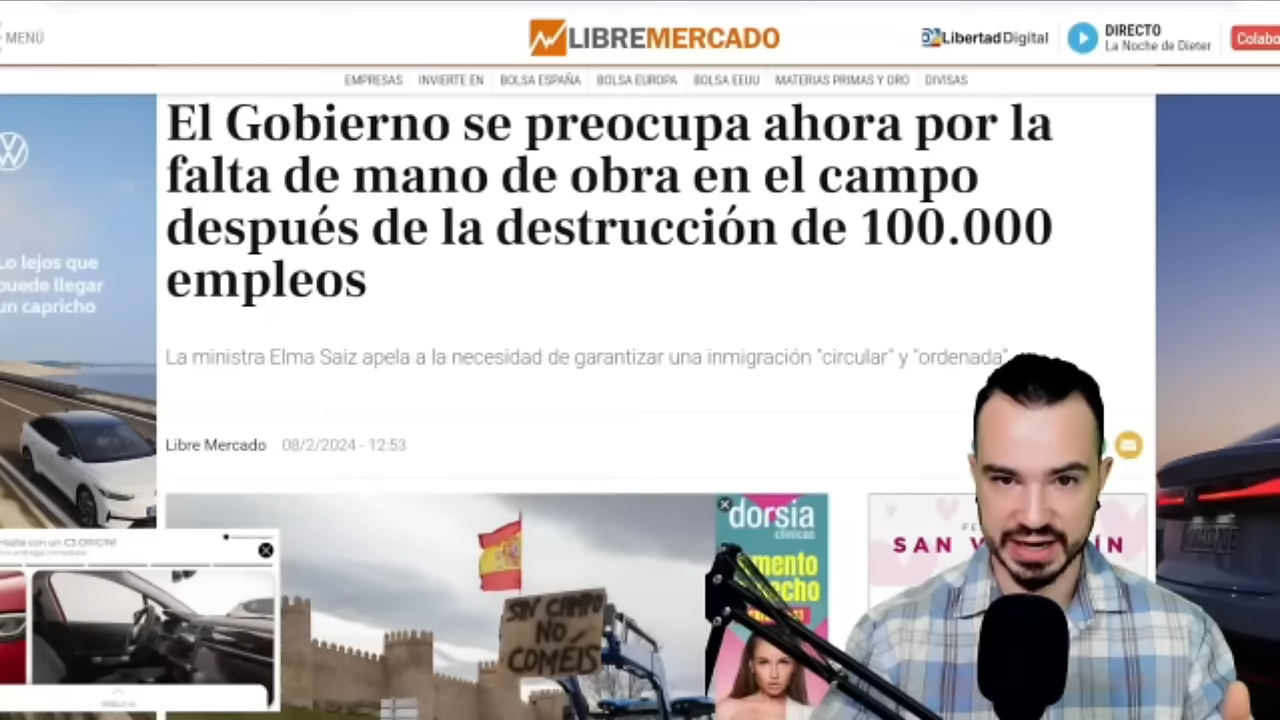 MENÚ
LIBREMERCADO
LibertadDigital
DIRECTO
La Noche de Dieter
Colabo
EMPRESAS INVIERTE EN BOLSA ESPAÑA BOLSA EUROPA BOLSA EEUU MATERIAS PRIMAS Y ORO DIVISAS
El Gobierno se preocupa ahora por la
falta de mano de obra en el campo
después de la destrucción de 100.000
empleos
Lo lejos que
puede llegar
un capricho
La ministra Elma Saiz apela a la necesidad de garantizar una inmigración "circular" y "ordenada"
Libre Mercado 08/2/2024 - 12:53
dorsia
clínicas
SAN V
ÍN
SIN CAMPO
NO
COMÉIS